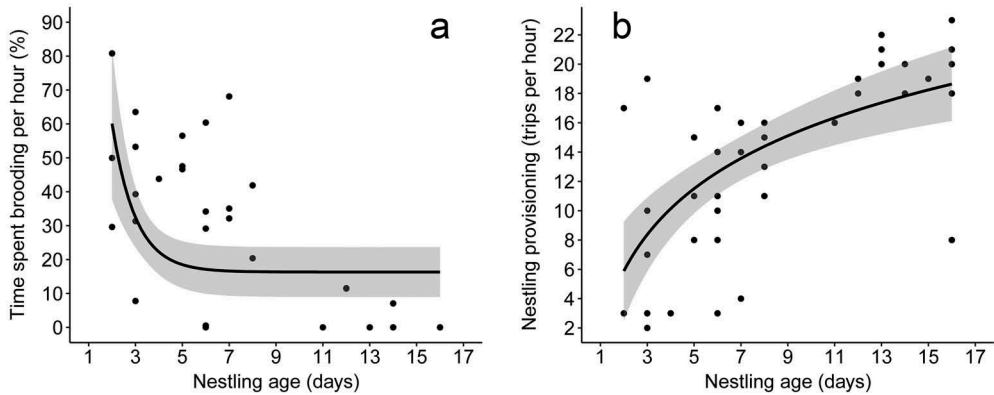 a
Time spent brooding per hour (%)
90
80
70
60
50
40
30
20
10
0
1 3 5 7 9 11 13 15 17
Nestling age (days)
b
Nestling provisioning (trips per hour)
22
20
18
16
14
12
10
8
6
4
2
1 3 5 7 9 11 13 15 17
Nestling age (days)